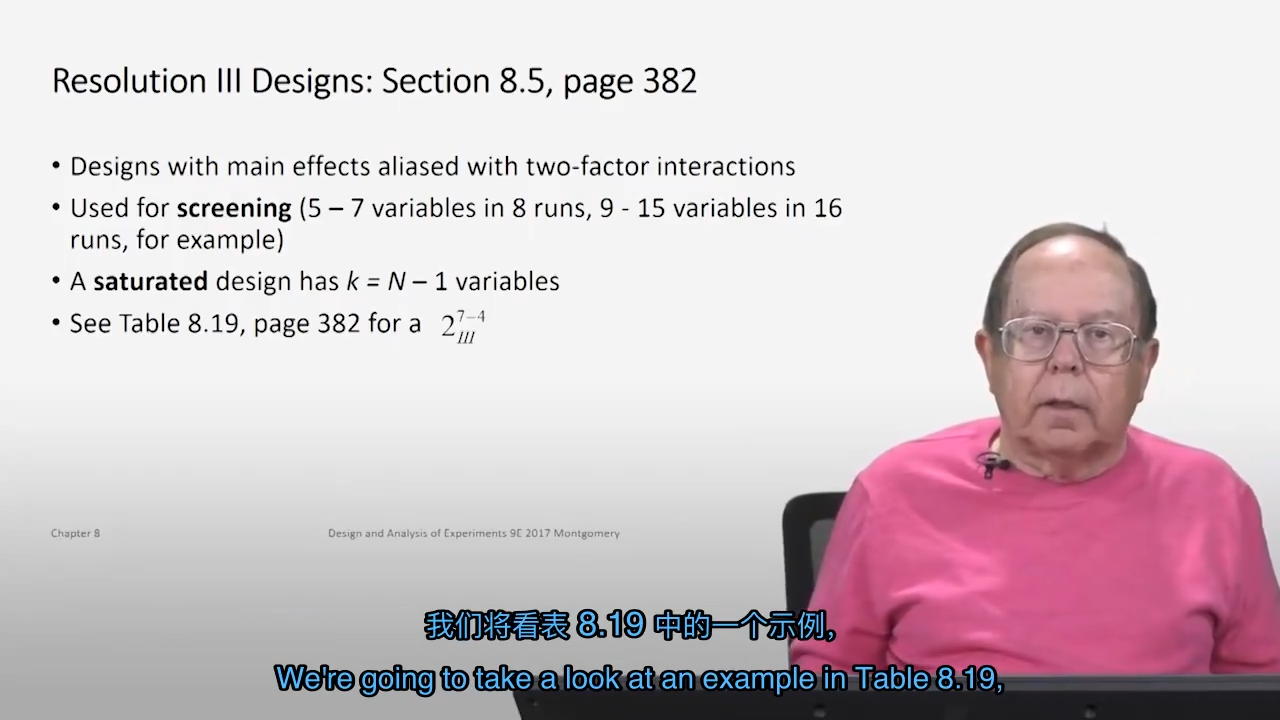 Resolution III Designs: Section 8.5, page 382
• Designs with main effects aliased with two-factor interactions
• Used for screening (5 – 7 variables in 8 runs, 9 - 15 variables in 16
runs, for example)
• A saturated design has k = N – 1 variables
• See Table 8.19, page 382 for a 2_{III}^{7-4}
Chapter 8
Design and Analysis of Experiments 9E 2017 Montgomery
我们将看表 8.19 中的一个示例,
We're going to take a look at an example in Table 8.19,